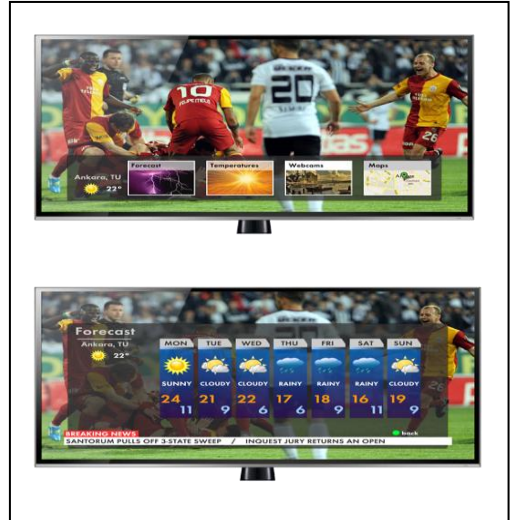 10
FELIPE MELO
20
26
Forecast
Temperatures
Webcams
Maps
Ankara, TU
22°
Forecast
Ankara, TU
22°
MON
TUE
WED
THU
FRI
SAT
SUN
SUNNY
CLOUDY
CLOUDY
RAINY
RAINY
RAINY
CLOUDY
24
21
22
17
18
16
19
11
9
6
6
9
11
9
back
BREAKING NEWS
SANTORUM PULLS OFF 3-STATE SWEEP / INQUEST JURY RETURNS AN OPEN